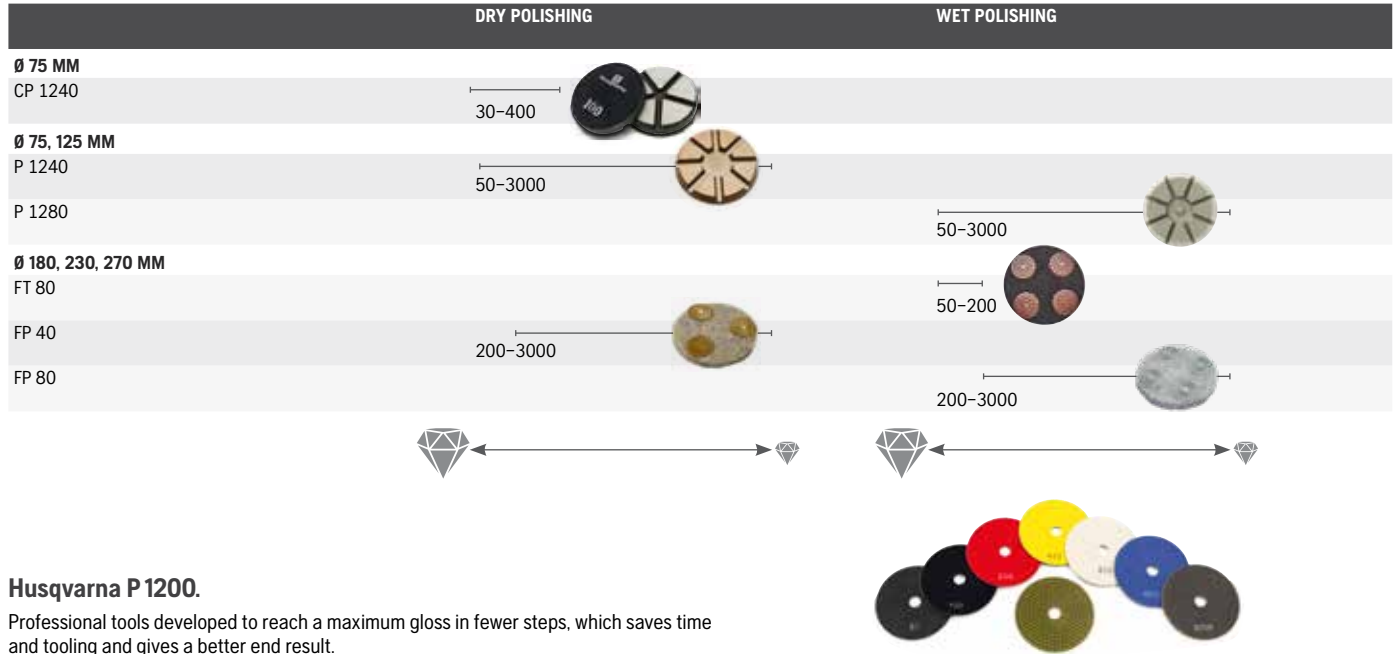 DRY POLISHING WET POLISHING
Ø 75 MM
CP 1240
30–400
100
Ø 75, 125 MM
P 1240
50–3000
P 1280
50–3000
Ø 180, 230, 270 MM
FT 80
50–200
FP 40
200–3000
FP 80
200–3000
Husqvarna P 1200.
Professional tools developed to reach a maximum gloss in fewer steps, which saves time
and tooling and gives a better end result.